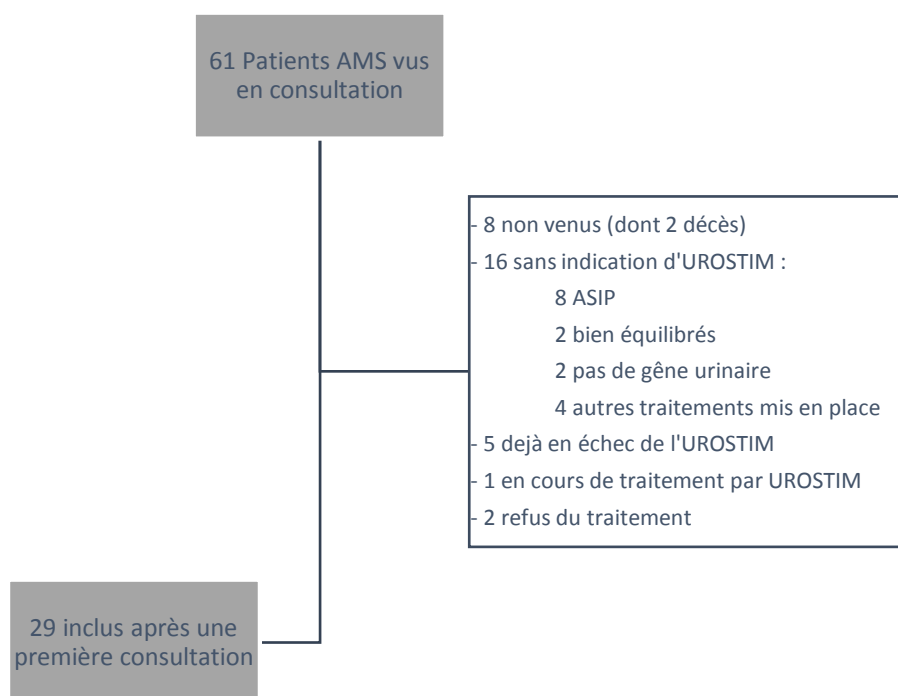 61 Patients AMS vus
en consultation
- 8 non venus (dont 2 décès)
- 16 sans indication d'UROSTIM :
8 ASIP
2 bien équilibrés
2 pas de gêne urinaire
4 autres traitements mis en place
- 5 dejà en échec de l'UROSTIM
- 1 en cours de traitement par UROSTIM
- 2 refus du traitement
29 inclus après une
première consultation